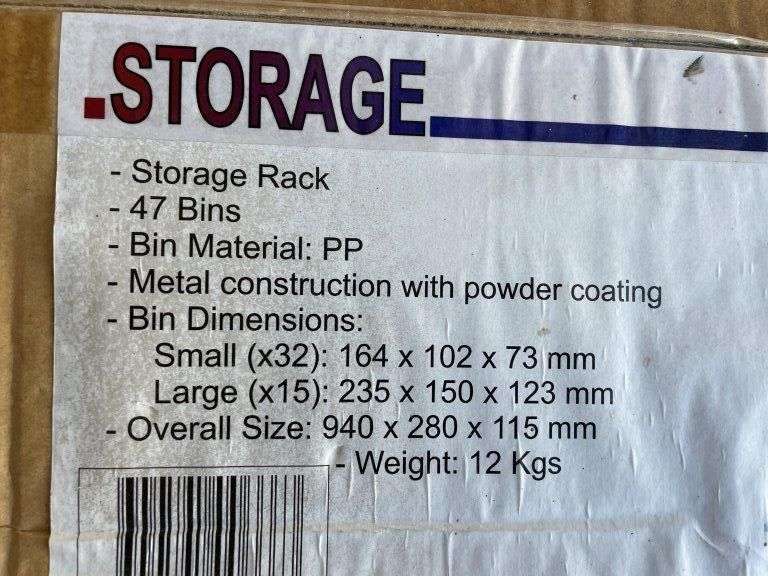 .STORAGE
- Storage Rack
- 47 Bins
- Bin Material: PP
- Metal construction with powder coating
- Bin Dimensions:
Small (x32): 164 x 102 x 73 mm
Large (x15): 235 x 150 x 123 mm
- Overall Size: 940 x 280 x 115 mm
- Weight: 12 Kgs